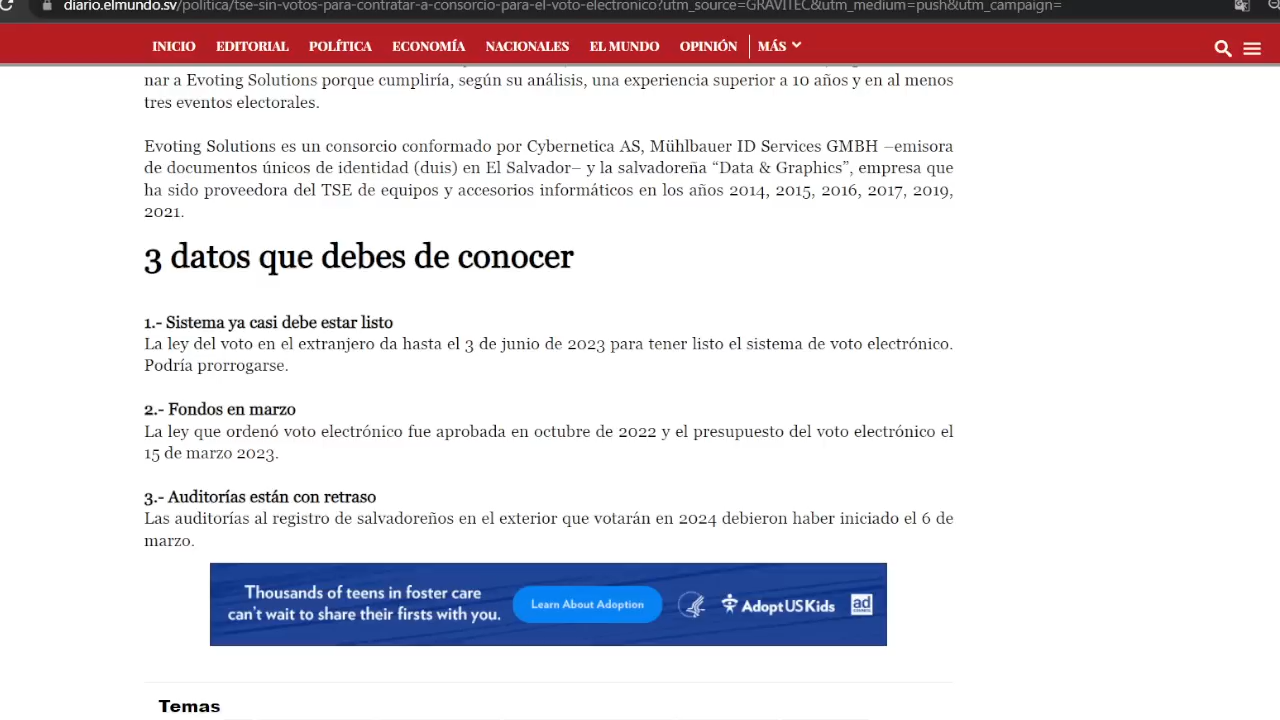 diario.elmundo.sv/politica/tse-sin-votos-para-contratar-a-consorcio-para-el-voto-electronico?utm_source=GRAVITEC&utm_medium=push&utm_campaign=
INICIO EDITORIAL POLÍTICA ECONOMÍA NACIONALES EL MUNDO OPINIÓN MÁS
nar a Evoting Solutions porque cumpliría, según su análisis, una experiencia superior a 10 años y en al menos
tres eventos electorales.
Evoting Solutions es un consorcio conformado por Cybernetica AS, Mühlbauer ID Services GMBH –emisora
de documentos únicos de identidad (duis) en El Salvador– y la salvadoreña “Data & Graphics”, empresa que
ha sido proveedora del TSE de equipos y accesorios informáticos en los años 2014, 2015, 2016, 2017, 2019,
2021.
3 datos que debes de conocer
1.- Sistema ya casi debe estar listo
La ley del voto en el extranjero da hasta el 3 de junio de 2023 para tener listo el sistema de voto electrónico.
Podría prorrogarse.
2.- Fondos en marzo
La ley que ordenó voto electrónico fue aprobada en octubre de 2022 y el presupuesto del voto electrónico el
15 de marzo 2023.
3.- Auditorías están con retraso
Las auditorías al registro de salvadoreños en el exterior que votarán en 2024 debieron haber iniciado el 6 de
marzo.
Thousands of teens in foster care
can't wait to share their firsts with you.
Learn About Adoption
AdoptUSKids
ad
Temas